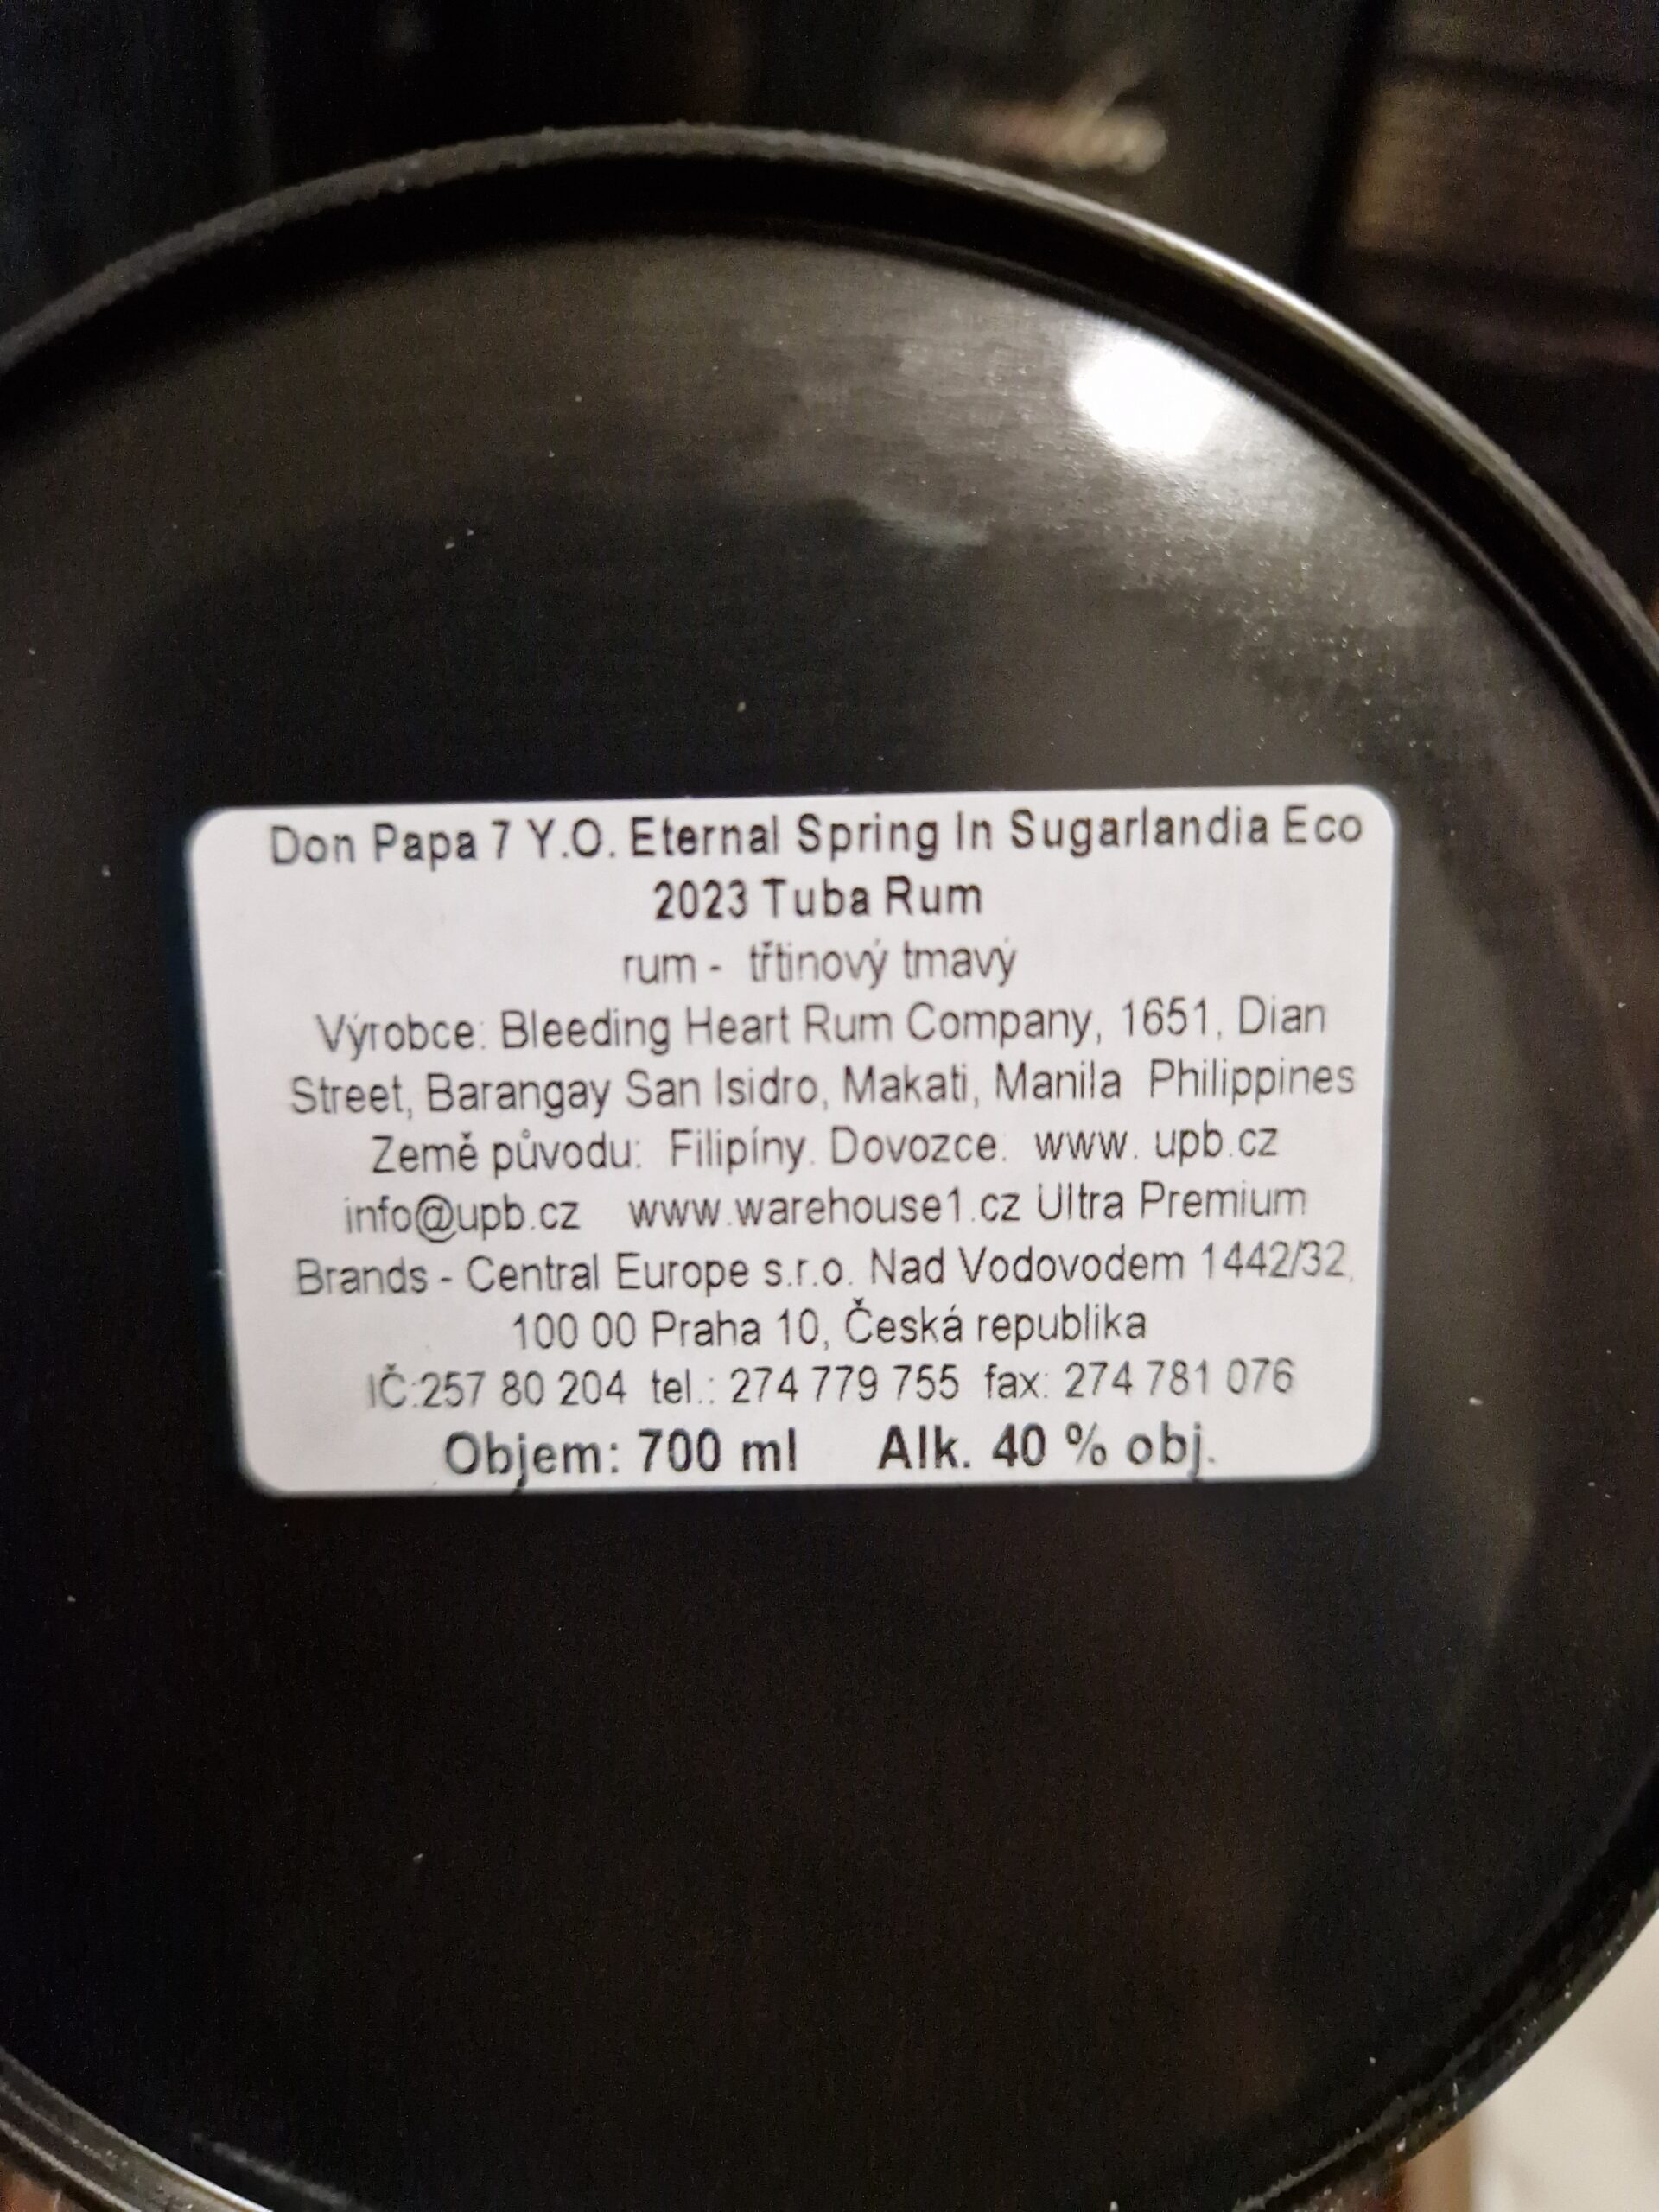 Don Papa 7 Y.O. Eternal Spring In Sugarlandia Eco
2023 Tuba Rum
rum - třtinový tmavý
Výrobce: Bleeding Heart Rum Company, 1651, Dian
Street, Barangay San Isidro, Makati, Manila Philippines
Země původu: Filipíny. Dovozce: www. upb.cz
info@upb.cz www.warehouse1.cz Ultra Premium
Brands - Central Europe s.r.o. Nad Vodovodem 1442/32,
100 00 Praha 10, Česká republika
IČ:257 80 204 tel.: 274 779 755 fax: 274 781 076
Objem: 700 ml Alk. 40 % obj.